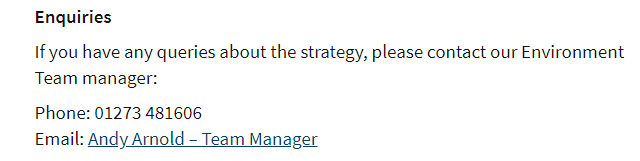 Enquiries
If you have any queries about the strategy, please contact our Environment
Team manager:
Phone: 01273 481606
Email: Andy Arnold – Team Manager